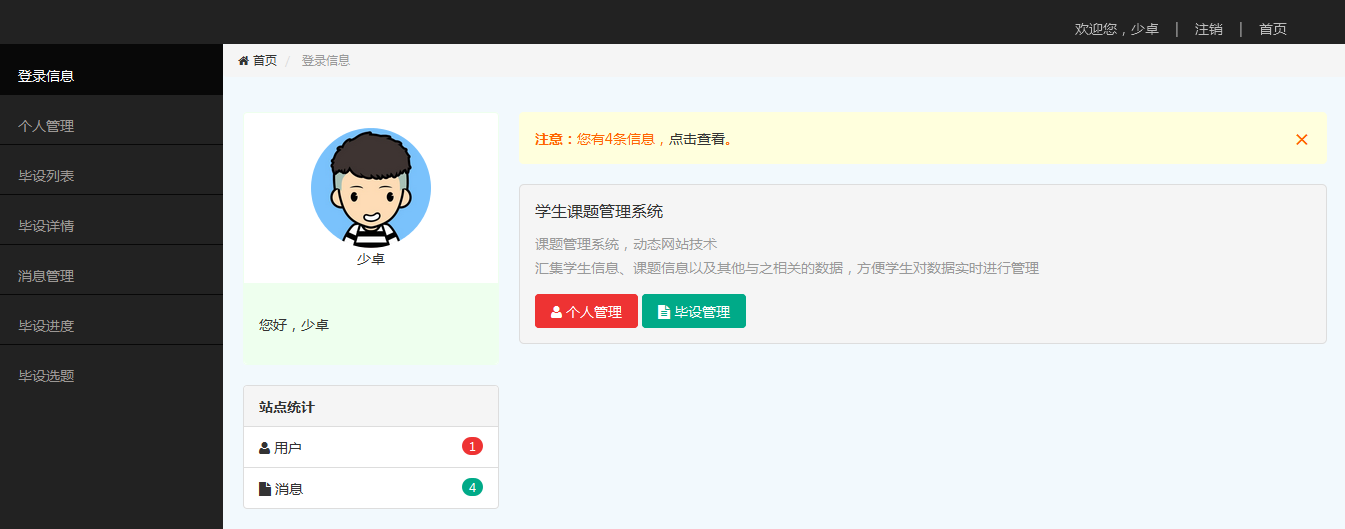 欢迎您，少卓 | 注销 | 首页
登录信息
个人管理
毕设列表
毕设详情
消息管理
毕设进度
毕设选题
首页 / 登录信息
少卓
您好，少卓
站点统计
用户 1
消息 4
注意：您有4条信息，点击查看。 ×
学生课题管理系统
课题管理系统，动态网站技术
汇集学生信息、课题信息以及其他与之相关的数据，方便学生对数据实时进行管理
个人管理 毕设管理